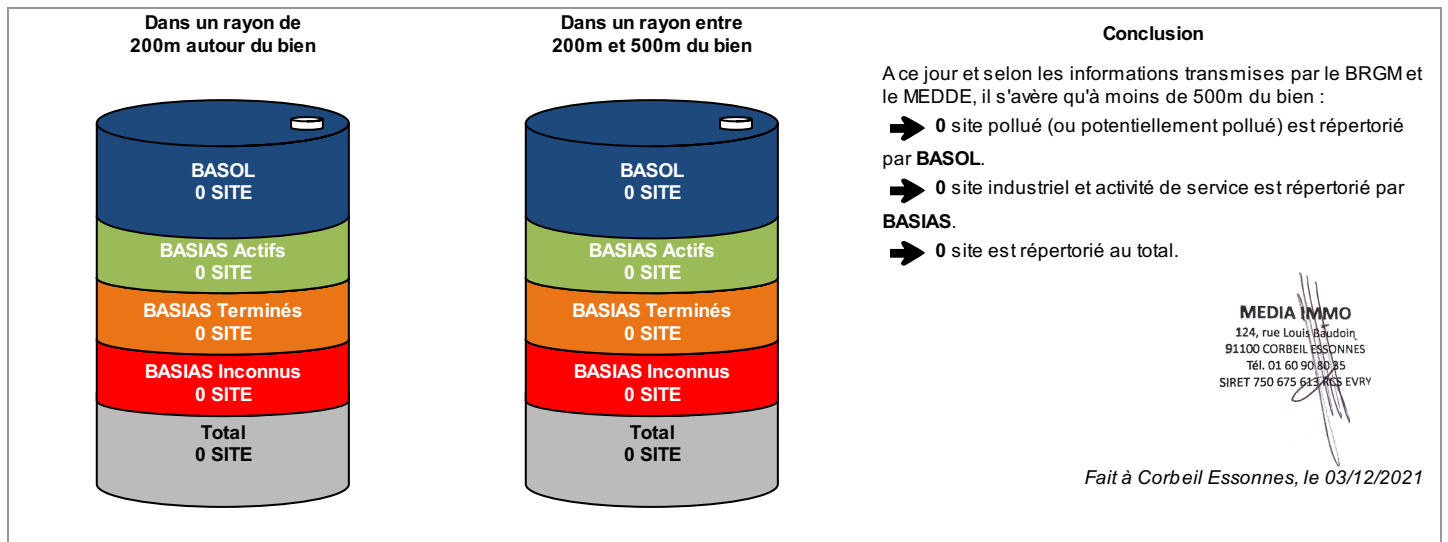 Dans un rayon de
200m autour du bien
BASOL
0 SITE
BASIAS Actifs
0 SITE
BASIAS Terminés
0 SITE
BASIAS Inconnus
0 SITE
Total
0 SITE
Dans un rayon entre
200m et 500m du bien
BASOL
0 SITE
BASIAS Actifs
0 SITE
BASIAS Terminés
0 SITE
BASIAS Inconnus
0 SITE
Total
0 SITE
Conclusion
A ce jour et selon les informations transmises par le BRGM et
le MEDDE, il s'avère qu'à moins de 500m du bien :
0 site pollué (ou potentiellement pollué) est répertorié
par BASOL.
0 site industriel et activité de service est répertorié par
BASIAS.
0 site est répertorié au total.
MEDIA IMMO
124, rue Louis Baudoin
91100 CORBEIL ESSONNES
Tél. 01 60 90 80 85
SIRET 750 675 613 RCS EVRY
Fait à Corbeil Essonnes, le 03/12/2021